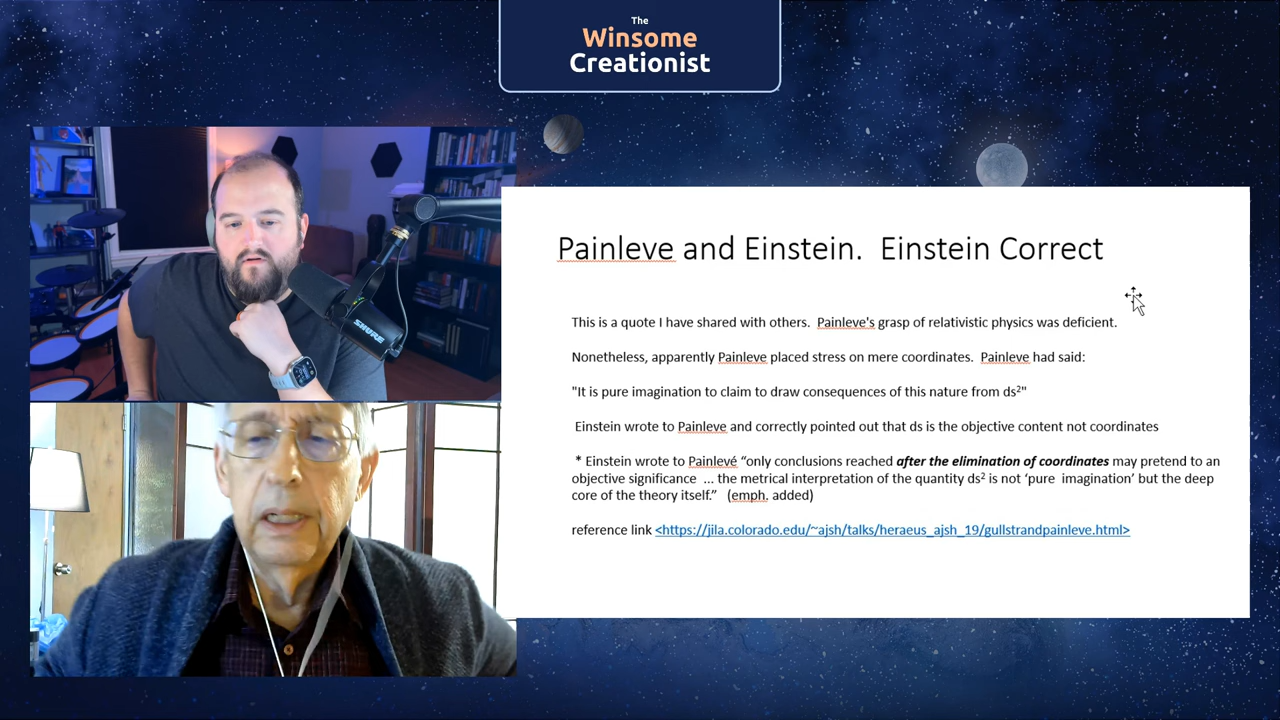 The
Winsome
Creationist
SHURE
Painleve and Einstein.  Einstein Correct
This is a quote I have shared with others.  Painleve's grasp of relativistic physics was deficient.
Nonetheless, apparently Painleve placed stress on mere coordinates.  Painleve had said:
"It is pure imagination to claim to draw consequences of this nature from ds²"
Einstein wrote to Painleve and correctly pointed out that ds is the objective content not coordinates
* Einstein wrote to Painlevé “only conclusions reached after the elimination of coordinates may pretend to an
objective significance  ... the metrical interpretation of the quantity ds² is not ‘pure  imagination’ but the deep
core of the theory itself.”   (emph. added)
reference link <https://jila.colorado.edu/~ajsh/talks/heraeus_ajsh_19/gullstrandpainleve.html>